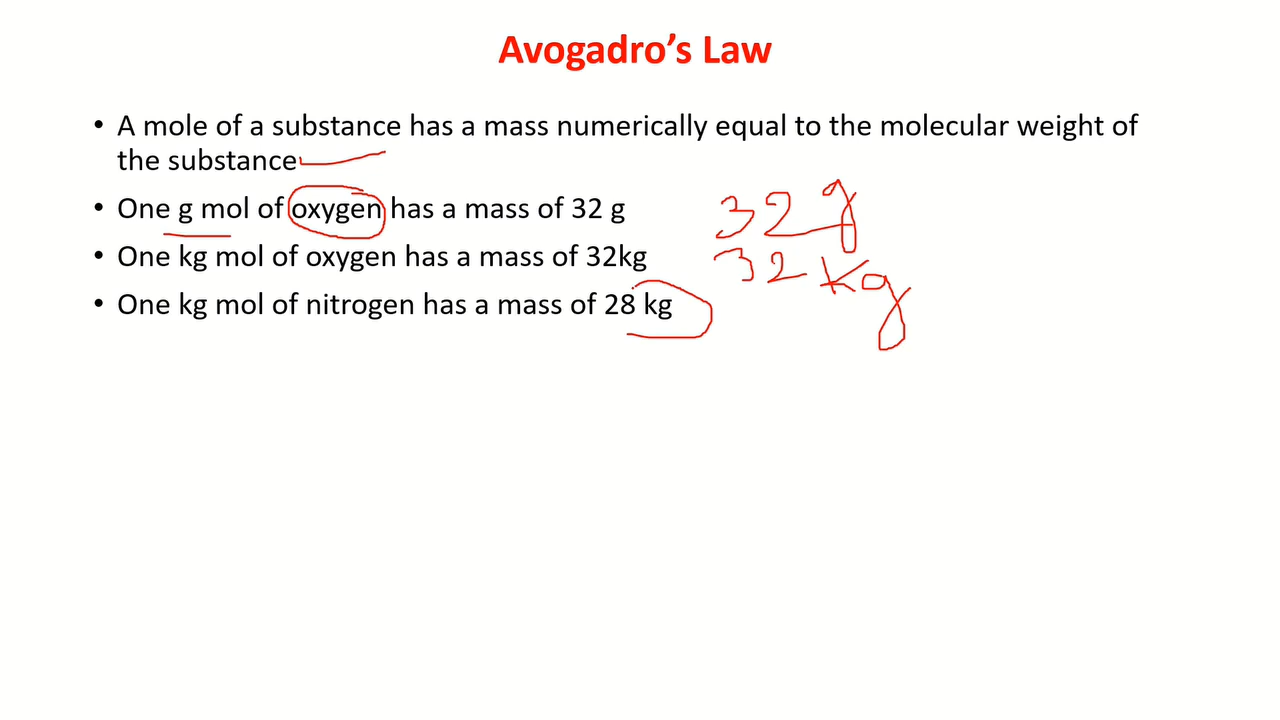 Avogadro's Law
• A mole of a substance has a mass numerically equal to the molecular weight of
the substance
• One g mol of oxygen has a mass of 32 g
32 g
• One kg mol of oxygen has a mass of 32kg
32 kg
• One kg mol of nitrogen has a mass of 28 kg